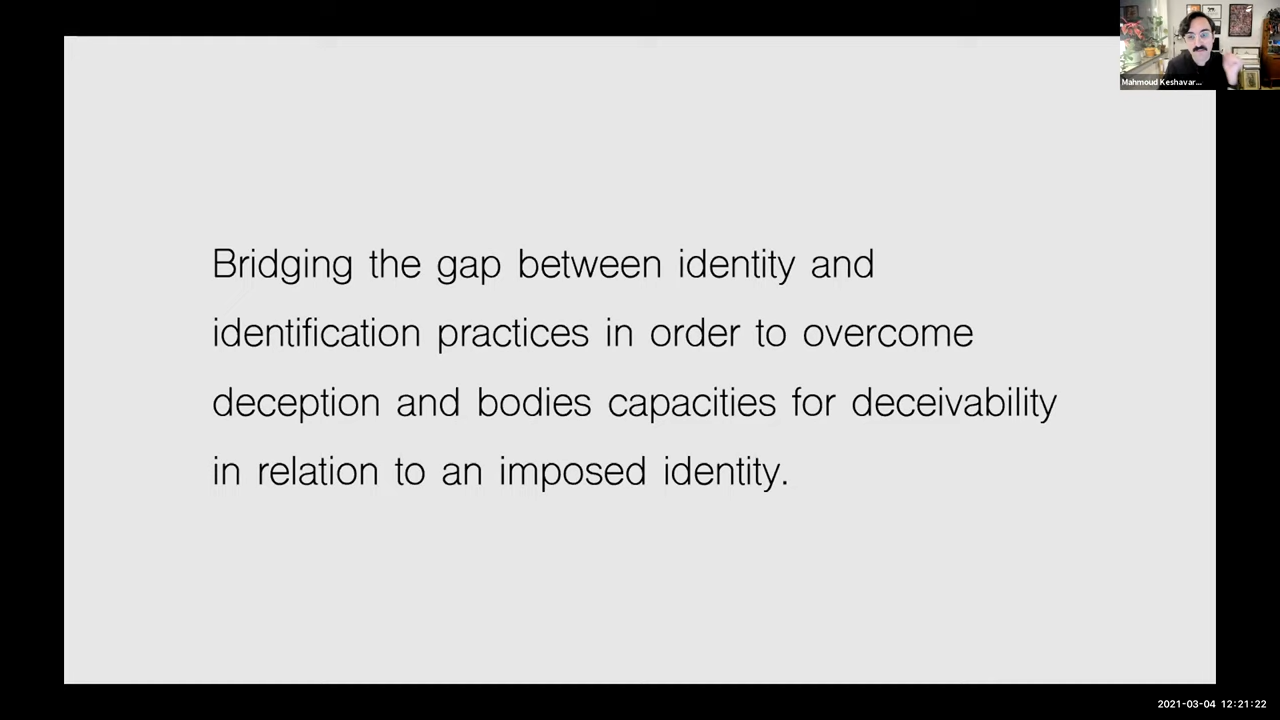 Mahmoud Keshavar...
Bridging the gap between identity and
identification practices in order to overcome
deception and bodies capacities for deceivability
in relation to an imposed identity.
2021-03-04 12:21:22